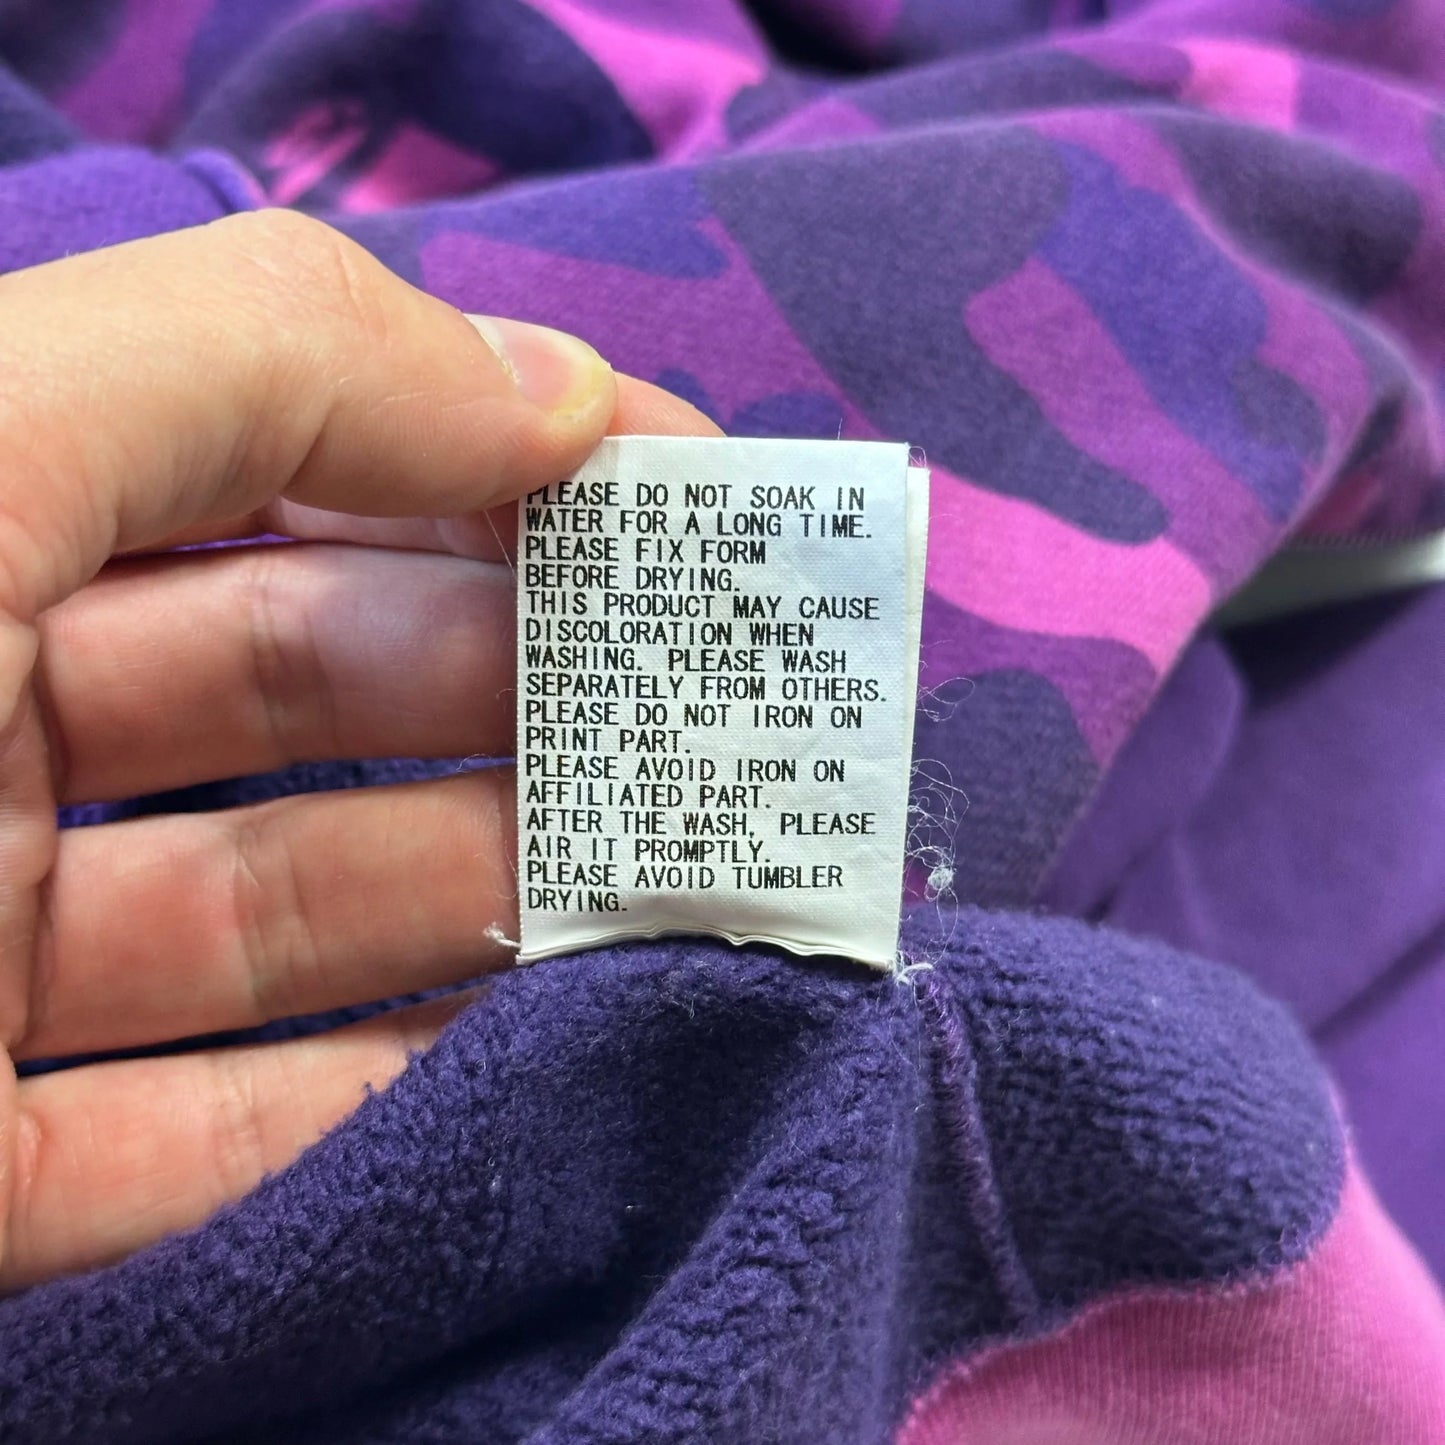 PLEASE DO NOT SOAK IN
WATER FOR A LONG TIME.
PLEASE FIX FORM
BEFORE DRYING.
THIS PRODUCT MAY CAUSE
DISCOLORATION WHEN
WASHING. PLEASE WASH
SEPARATELY FROM OTHERS.
PLEASE DO NOT IRON ON
PRINT PART.
PLEASE AVOID IRON ON
AFFILIATED PART.
AFTER THE WASH, PLEASE
AIR IT PROMPTLY.
PLEASE AVOID TUMBLER
DRYING.